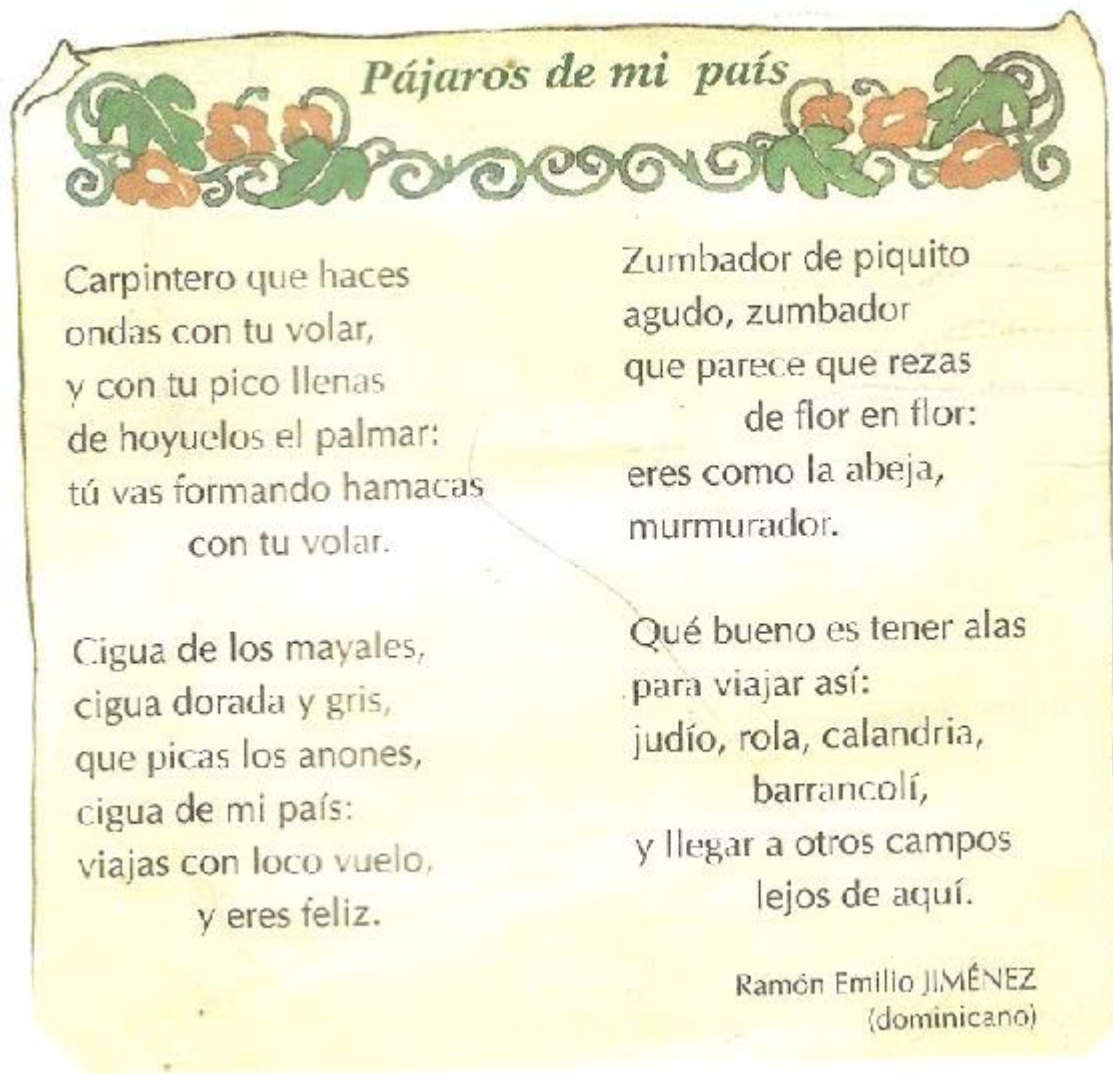 Pájaros de mi país
Carpintero que haces
ondas con tu volar,
y con tu pico llenas
de hoyuelos el palmar:
tú vas formando hamacas
con tu volar.
Cigua de los mayales,
cigua dorada y gris,
que picas los anones,
cigua de mi país:
viajas con loco vuelo,
y eres feliz.
Zumbador de piquito
agudo, zumbador
que parece que rezas
de flor en flor:
eres como la abeja,
murmurador.
Qué bueno es tener alas
para viajar así:
judío, rola, calandria,
barrancolí,
y llegar a otros campos
lejos de aquí.
Ramón Emilio JIMÉNEZ
(dominicano)